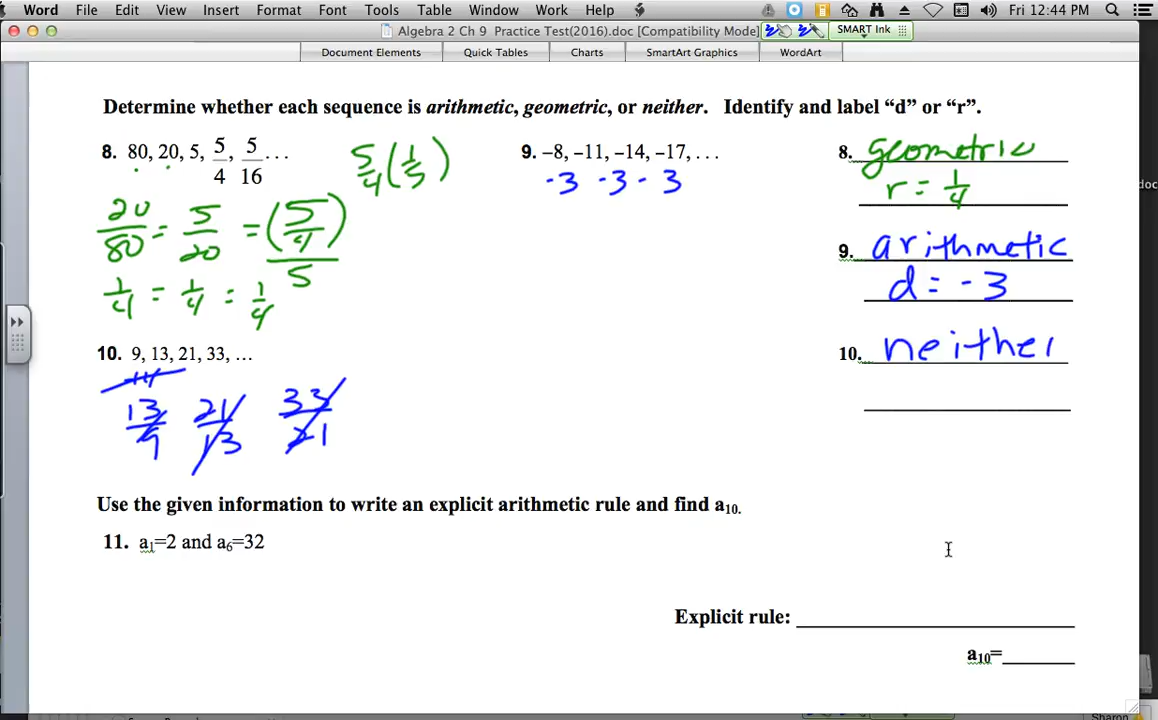 Word File Edit View Insert Format Font Tools Table Window Work Help Fri 12:44 PM
Algebra 2 Ch 9 Practice Test(2016).doc [Compatibility Mode]
SMART Ink
Document Elements Quick Tables Charts SmartArt Graphics WordArt
Determine whether each sequence is arithmetic, geometric, or neither. Identify and label “d” or “r”.
8. 80, 20, 5, 5/4, 5/16 ...
5/4 (1/5)
20/80 = 5/20 = (5/4)/5
1/4 = 1/4 = 1/4
9. –8, –11, –14, –17, ...
-3 -3 -3
8. geometric
r = 1/4
9. arithmetic
d = -3
10. 9, 13, 21, 33, ...
13/9 21/13 33/21
10. neither
Use the given information to write an explicit arithmetic rule and find a10.
11. a1=2 and a6=32
Explicit rule:
a10=
doc
Sharon